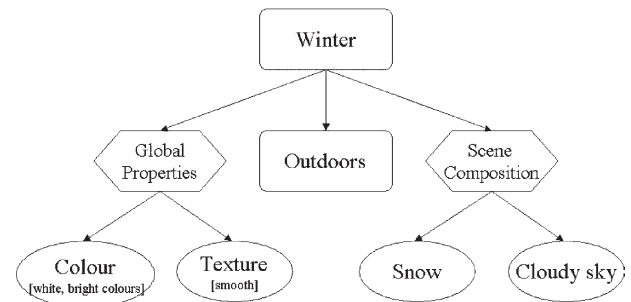 Winter
Global
Properties
Outdoors
Scene
Composition
Colour
[white, bright colours]
Texture
[smooth]
Snow
Cloudy sky